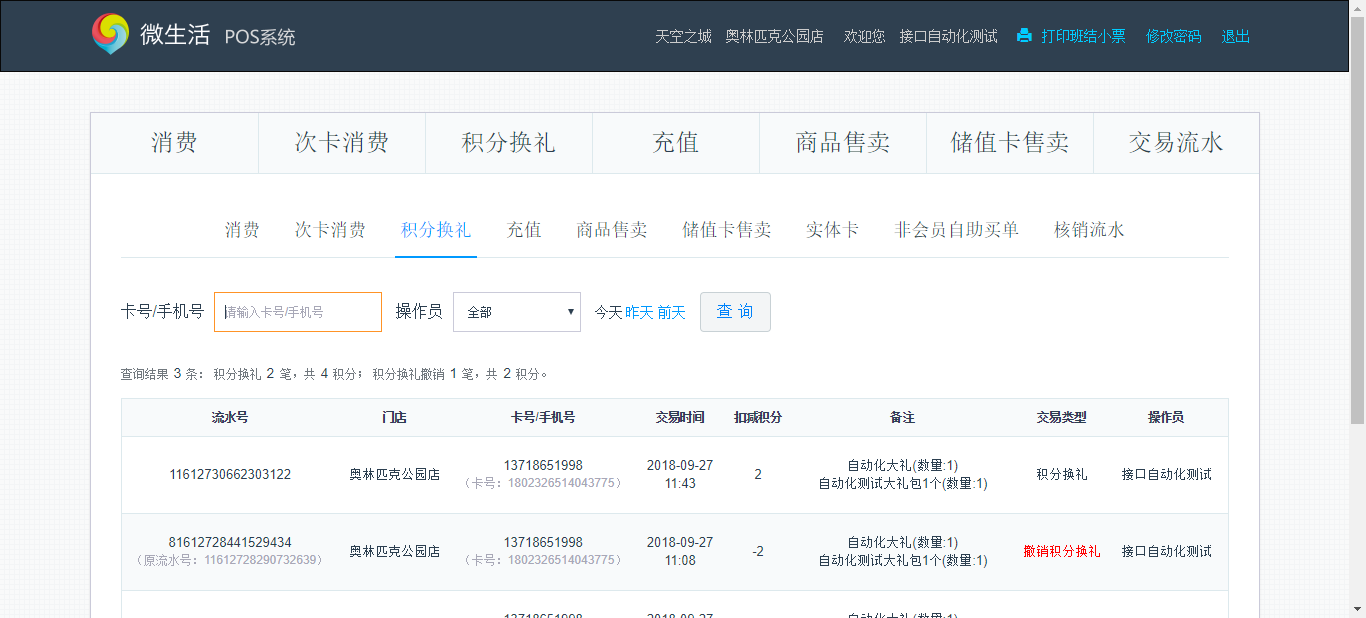 微生活 POS系统
天空之城 奥林匹克公园店 欢迎您 接口自动化测试 打印班结小票 修改密码 退出
消费 次卡消费 积分换礼 充值 商品售卖 储值卡售卖 交易流水
消费 次卡消费 积分换礼 充值 商品售卖 储值卡售卖 实体卡 非会员自助买单 核销流水
卡号/手机号 请输入卡号/手机号 操作员 全部 今天 昨天 前天 查 询
查询结果 3 条: 积分换礼 2 笔，共 4 积分； 积分换礼撤销 1 笔，共 2 积分。
流水号 门店 卡号/手机号 交易时间 扣减积分 备注 交易类型 操作员
11612730662303122 奥林匹克公园店 13718651998 2018-09-27 2 自动化大礼(数量:1) 积分换礼 接口自动化测试
（卡号：1802326514043775） 11:43 自动化测试大礼包1个(数量:1)
81612728441529434 奥林匹克公园店 13718651998 2018-09-27 -2 自动化大礼(数量:1) 撤销积分换礼 接口自动化测试
（原流水号：11612728290732639） （卡号：1802326514043775） 11:08 自动化测试大礼包1个(数量:1)
13718651998 2018-09-27 自动化大礼(数量:1)